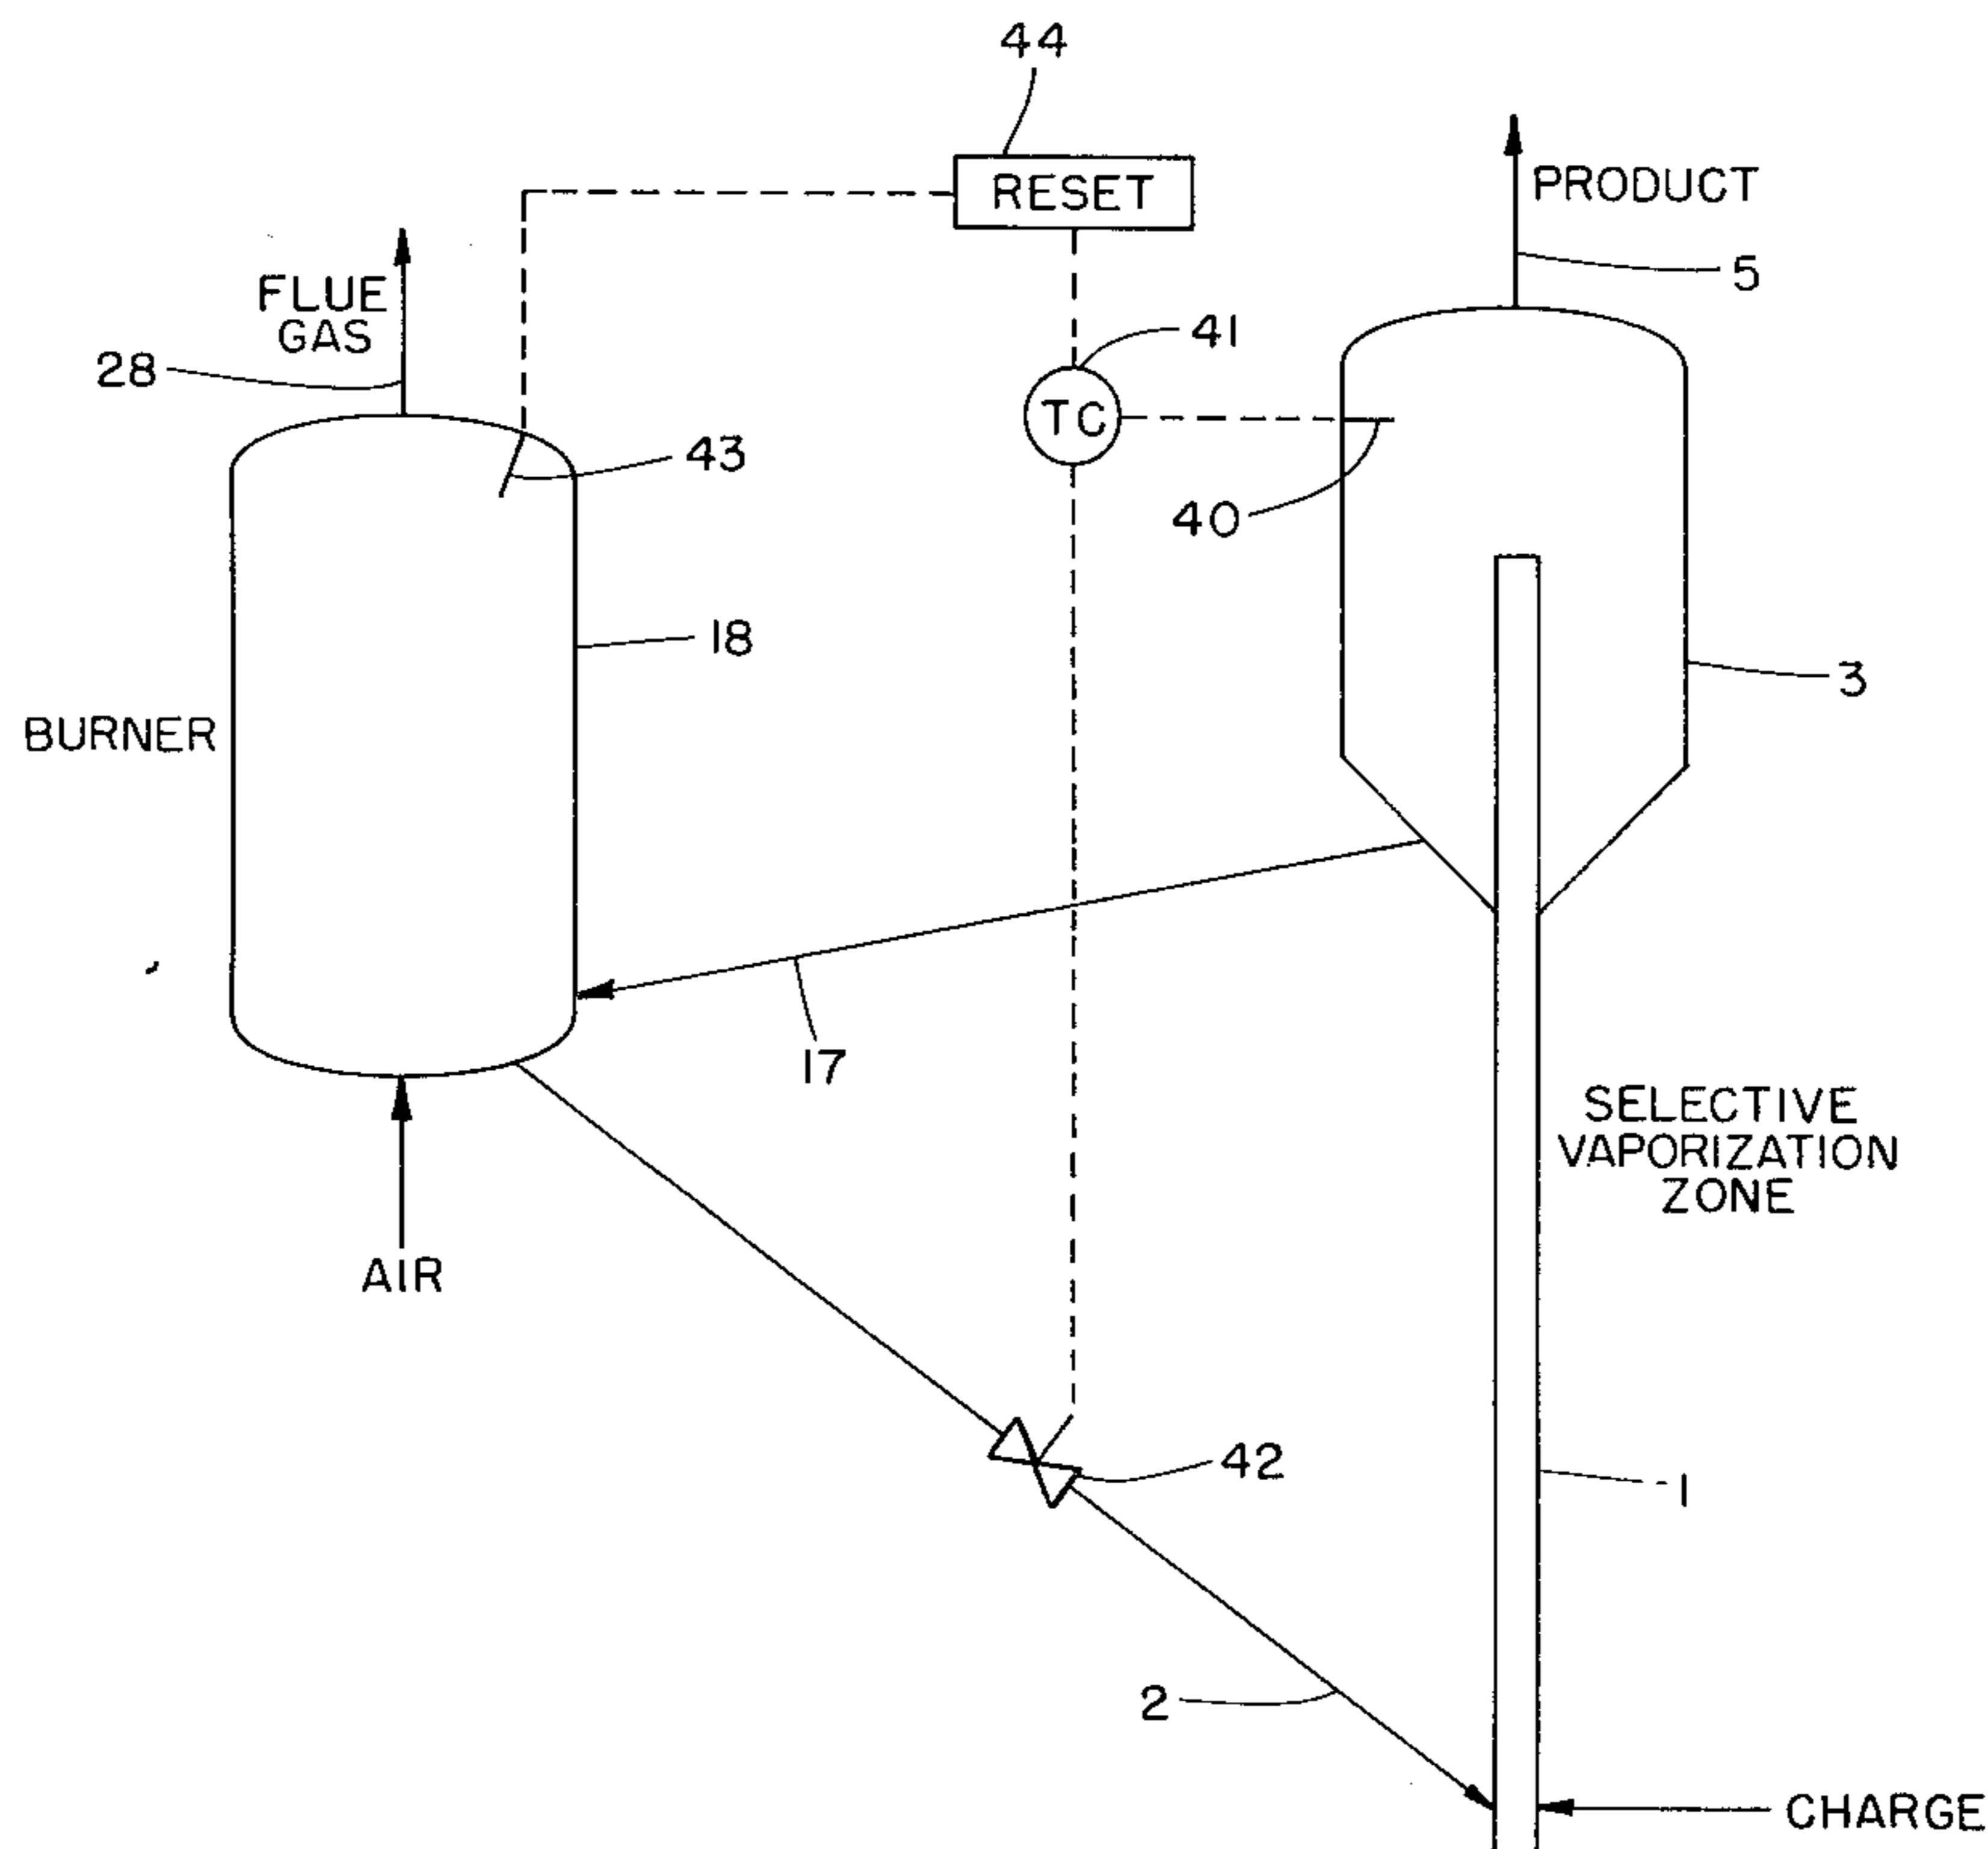 44
RESET
PRODUCT
5
FLUE
GAS
28
41
TC
43
40
18
3
BURNER
17
SELECTIVE
VAPORIZATION
ZONE
AIR
42
1
2
CHARGE